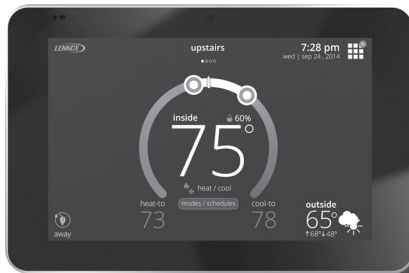 LENNOX
upstairs
7:28 pm
wed | sep 24 , 2014
inside
60%
75°
heat / cool
modes / schedules
heat-to
73
cool-to
78
outside
65°
↑68°↓48°
away